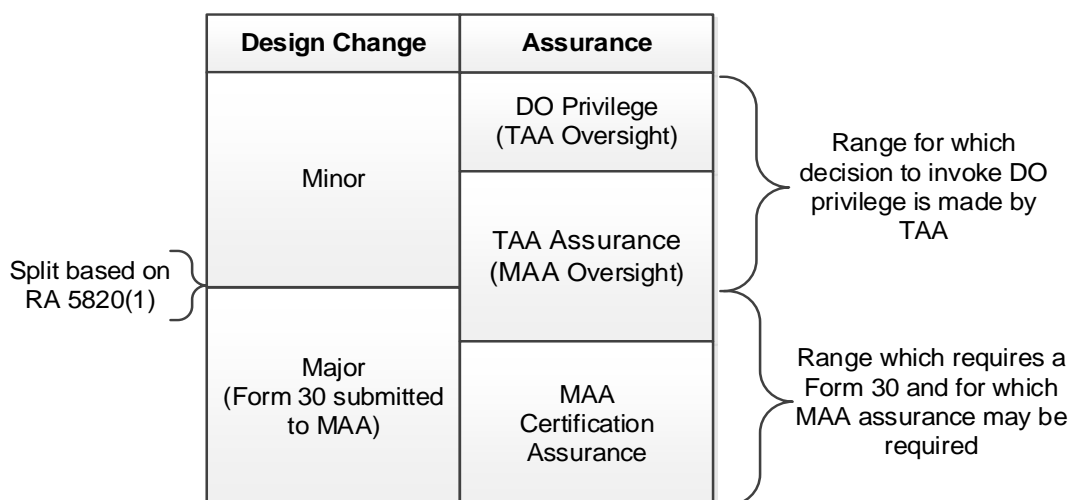 Design Change
Assurance
Minor
DO Privilege
(TAA Oversight)
TAA Assurance
(MAA Oversight)
Range for which
decision to invoke DO
privilege is made by
TAA
Split based on
RA 5820(1)
Major
(Form 30 submitted
to MAA)
MAA
Certification
Assurance
Range which requires a
Form 30 and for which
MAA assurance may be
required